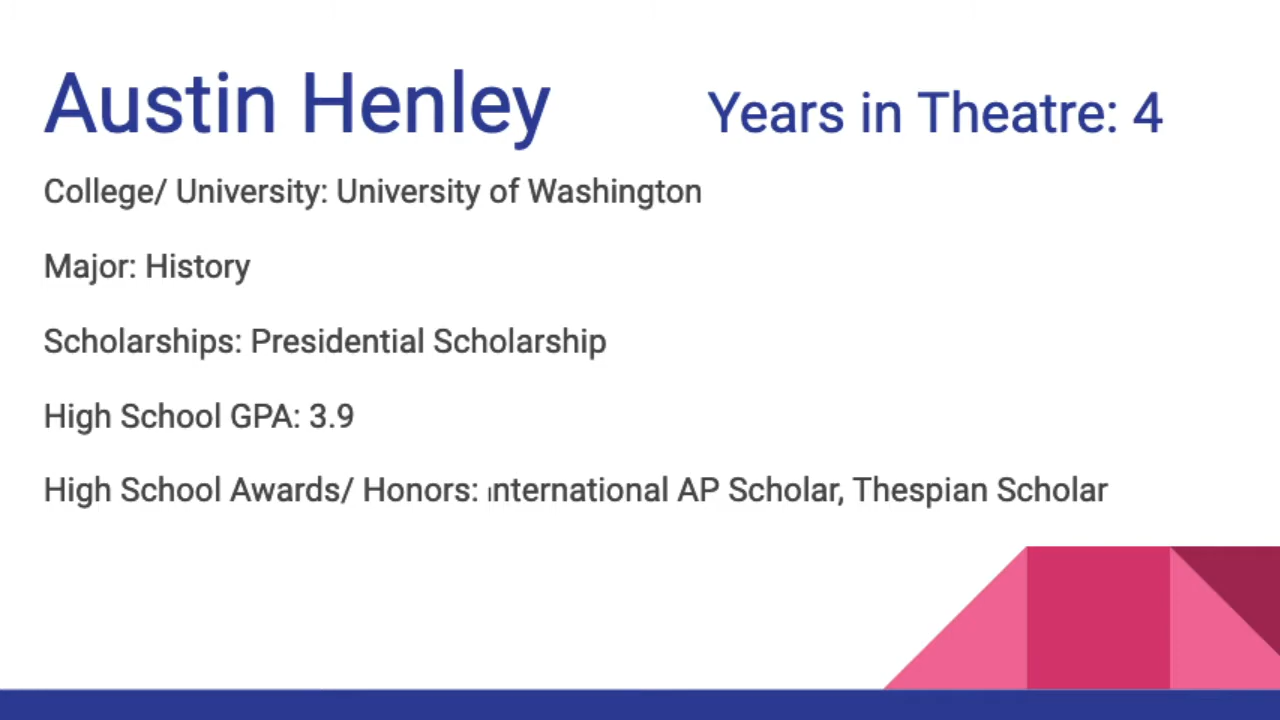 Austin Henley
Years in Theatre: 4
College/ University: University of Washington
Major: History
Scholarships: Presidential Scholarship
High School GPA: 3.9
High School Awards/ Honors: International AP Scholar, Thespian Scholar